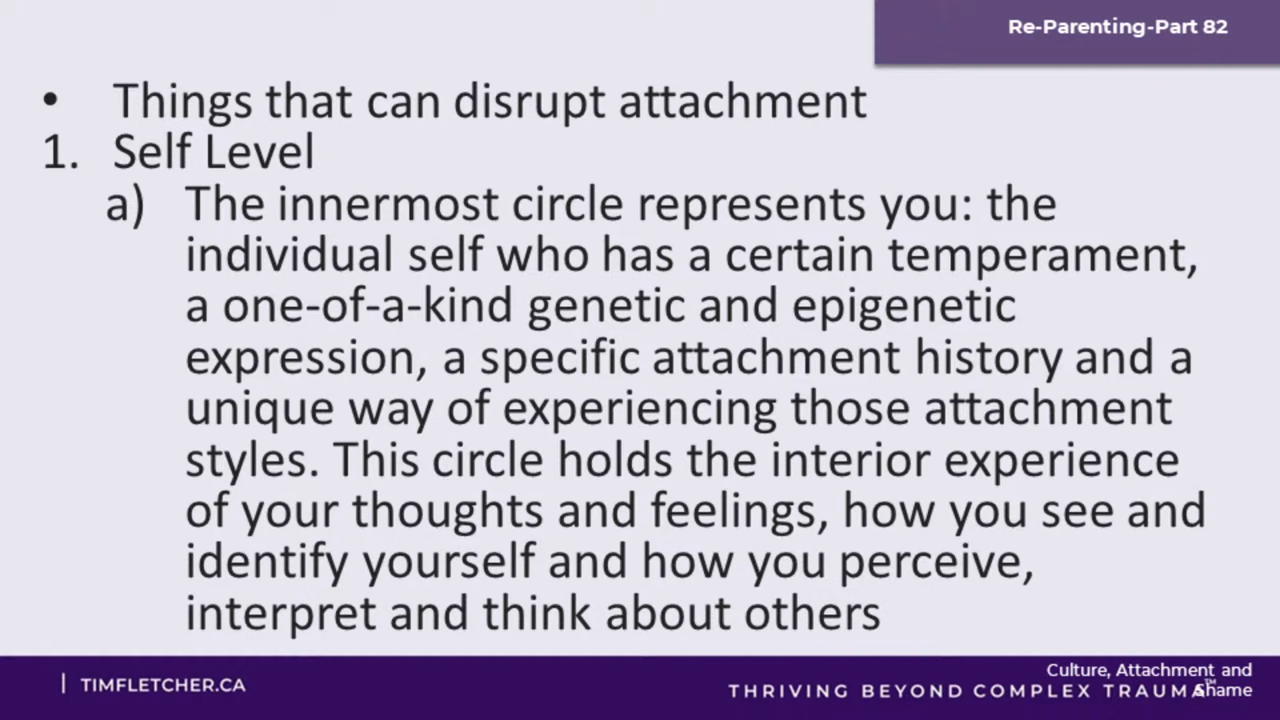 Re-Parenting-Part 82
• Things that can disrupt attachment
1. Self Level
a) The innermost circle represents you: the
individual self who has a certain temperament,
a one-of-a-kind genetic and epigenetic
expression, a specific attachment history and a
unique way of experiencing those attachment
styles. This circle holds the interior experience
of your thoughts and feelings, how you see and
identify yourself and how you perceive,
interpret and think about others
| TIMFLETCHER.CA
Culture, Attachment and
Shame
THRIVING BEYOND COMPLEX TRAUMA™